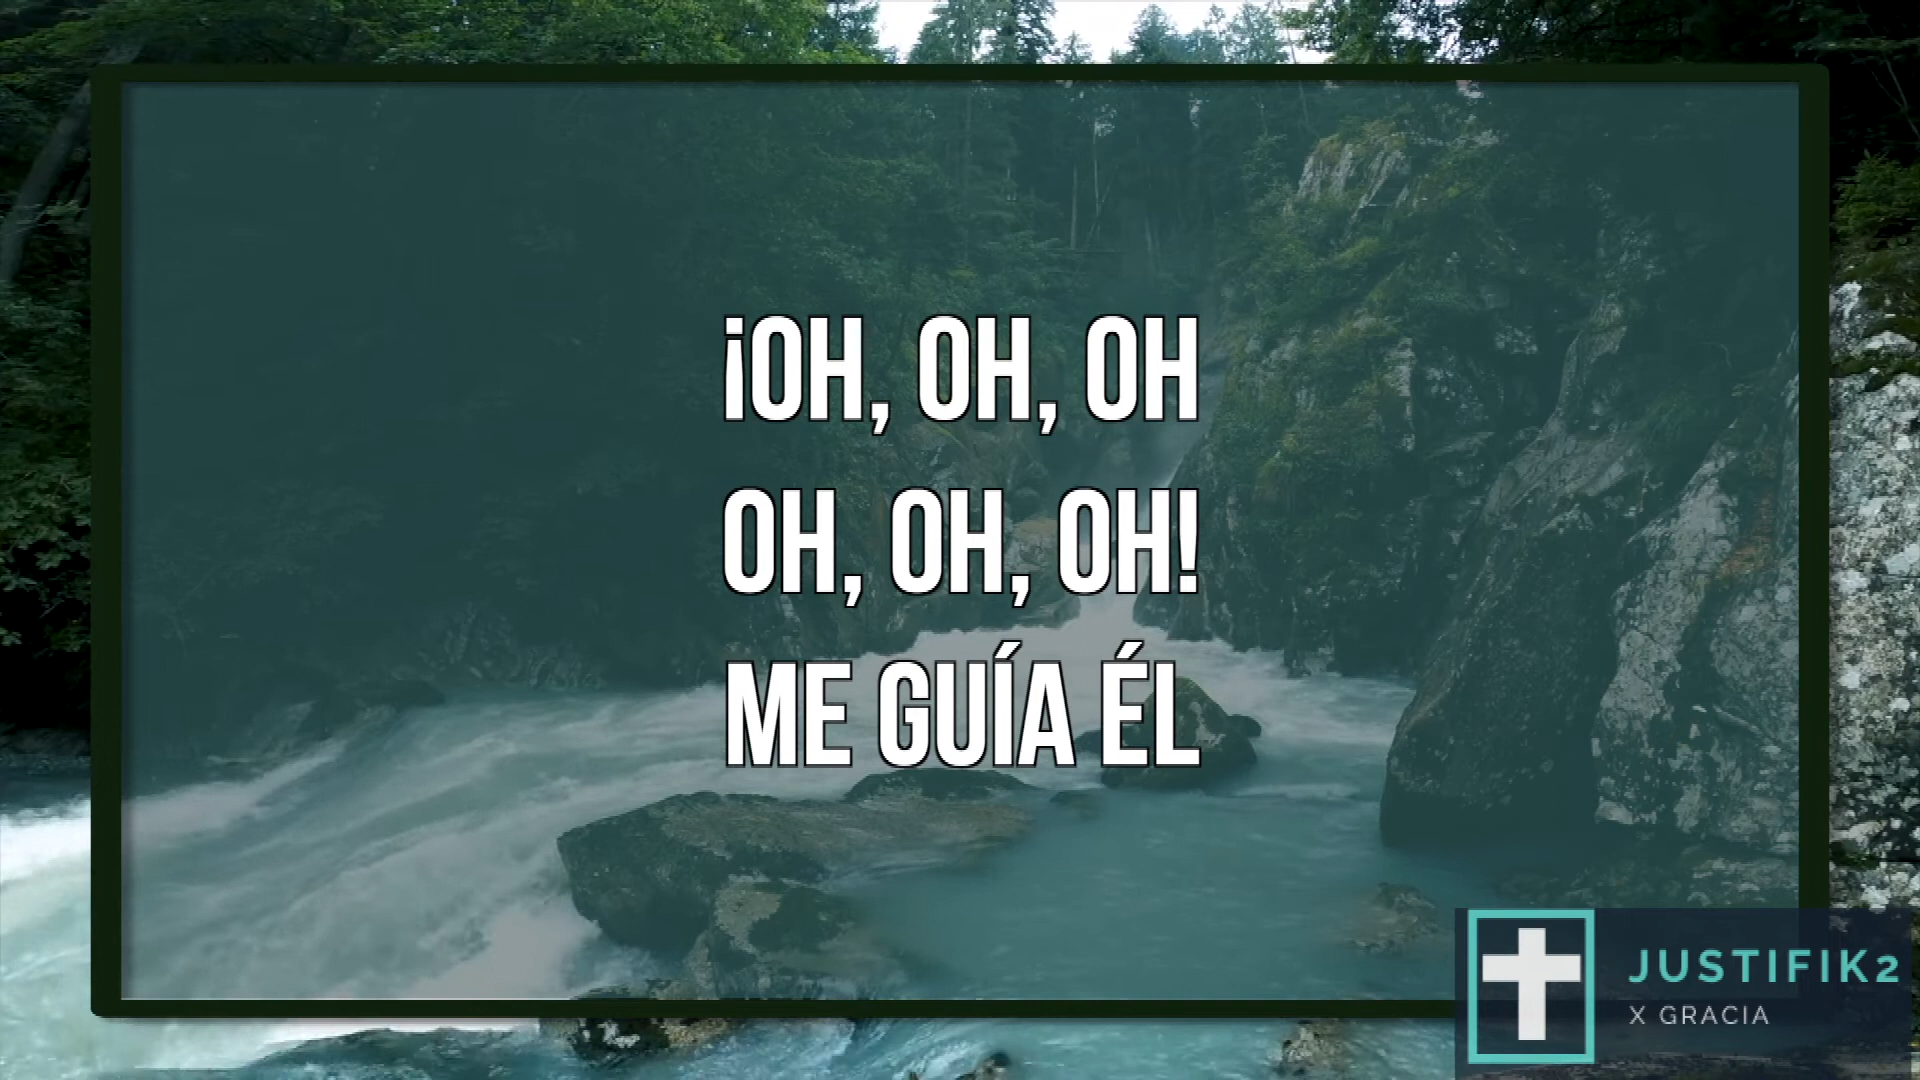 ¡OH, OH, OH
OH, OH, OH!
ME GUÍA ÉL
JUSTIFIK2
X GRACIA